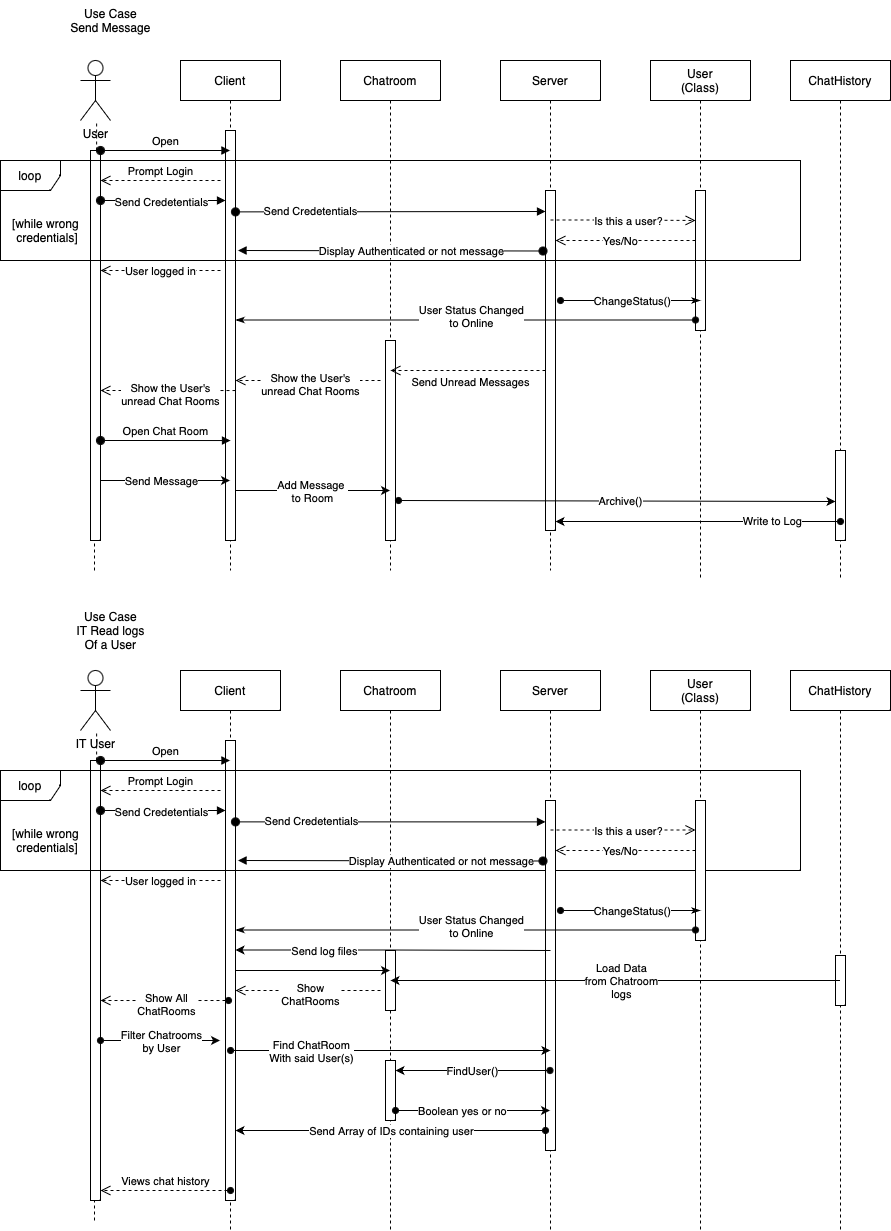 Use Case
Send Message
Client
Chatroom
Server
User
(Class)
ChatHistory
User
Open
loop
Prompt Login
Send Credetentials
Send Credetentials
[while wrong
credentials]
Is this a user?
Yes/No
Display Authenticated or not message
User logged in
ChangeStatus()
User Status Changed
to Online
Send Unread Messages
Show the User's
unread Chat Rooms
Show the User's
unread Chat Rooms
Open Chat Room
Send Message
Add Message
to Room
Archive()
Write to Log
Use Case
IT Read logs
Of a User
Client
Chatroom
Server
User
(Class)
ChatHistory
IT User
Open
loop
Prompt Login
Send Credetentials
Send Credetentials
[while wrong
credentials]
Is this a user?
Yes/No
Display Authenticated or not message
User logged in
ChangeStatus()
User Status Changed
to Online
Send log files
Load Data
from Chatroom
logs
Show
ChatRooms
Show All
ChatRooms
Filter Chatrooms
by User
Find ChatRoom
With said User(s)
FindUser()
Boolean yes or no
Send Array of IDs containing user
Views chat history